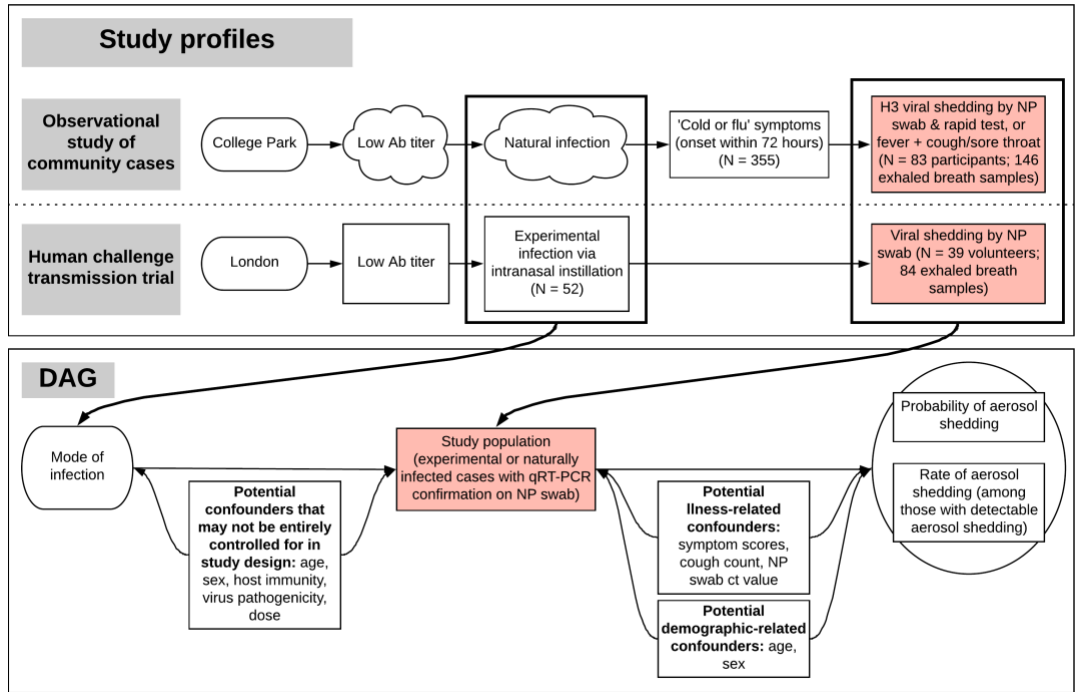 Study profiles
Observational
study of
community cases
College Park
Low Ab titer
Natural infection
'Cold or flu' symptoms
(onset within 72 hours)
(N = 355)
H3 viral shedding by NP
swab & rapid test, or
fever + cough/sore throat
(N = 83 participants; 146
exhaled breath samples)
Human challenge
transmission trial
London
Low Ab titer
Experimental
infection via
intranasal instillation
(N = 52)
Viral shedding by NP
swab (N = 39 volunteers;
84 exhaled breath
samples)
DAG
Mode of
infection
Potential
confounders that
may not be entirely
controlled for in
study design: age,
sex, host immunity,
virus pathogenicity,
dose
Study population
(experimental or naturally
infected cases with qRT-PCR
confirmation on NP swab)
Potential
Ilness-related
confounders:
symptom scores,
cough count, NP
swab ct value
Potential
demographic-related
confounders: age,
sex
Probability of aerosol
shedding
Rate of aerosol
shedding (among
those with detectable
aerosol shedding)